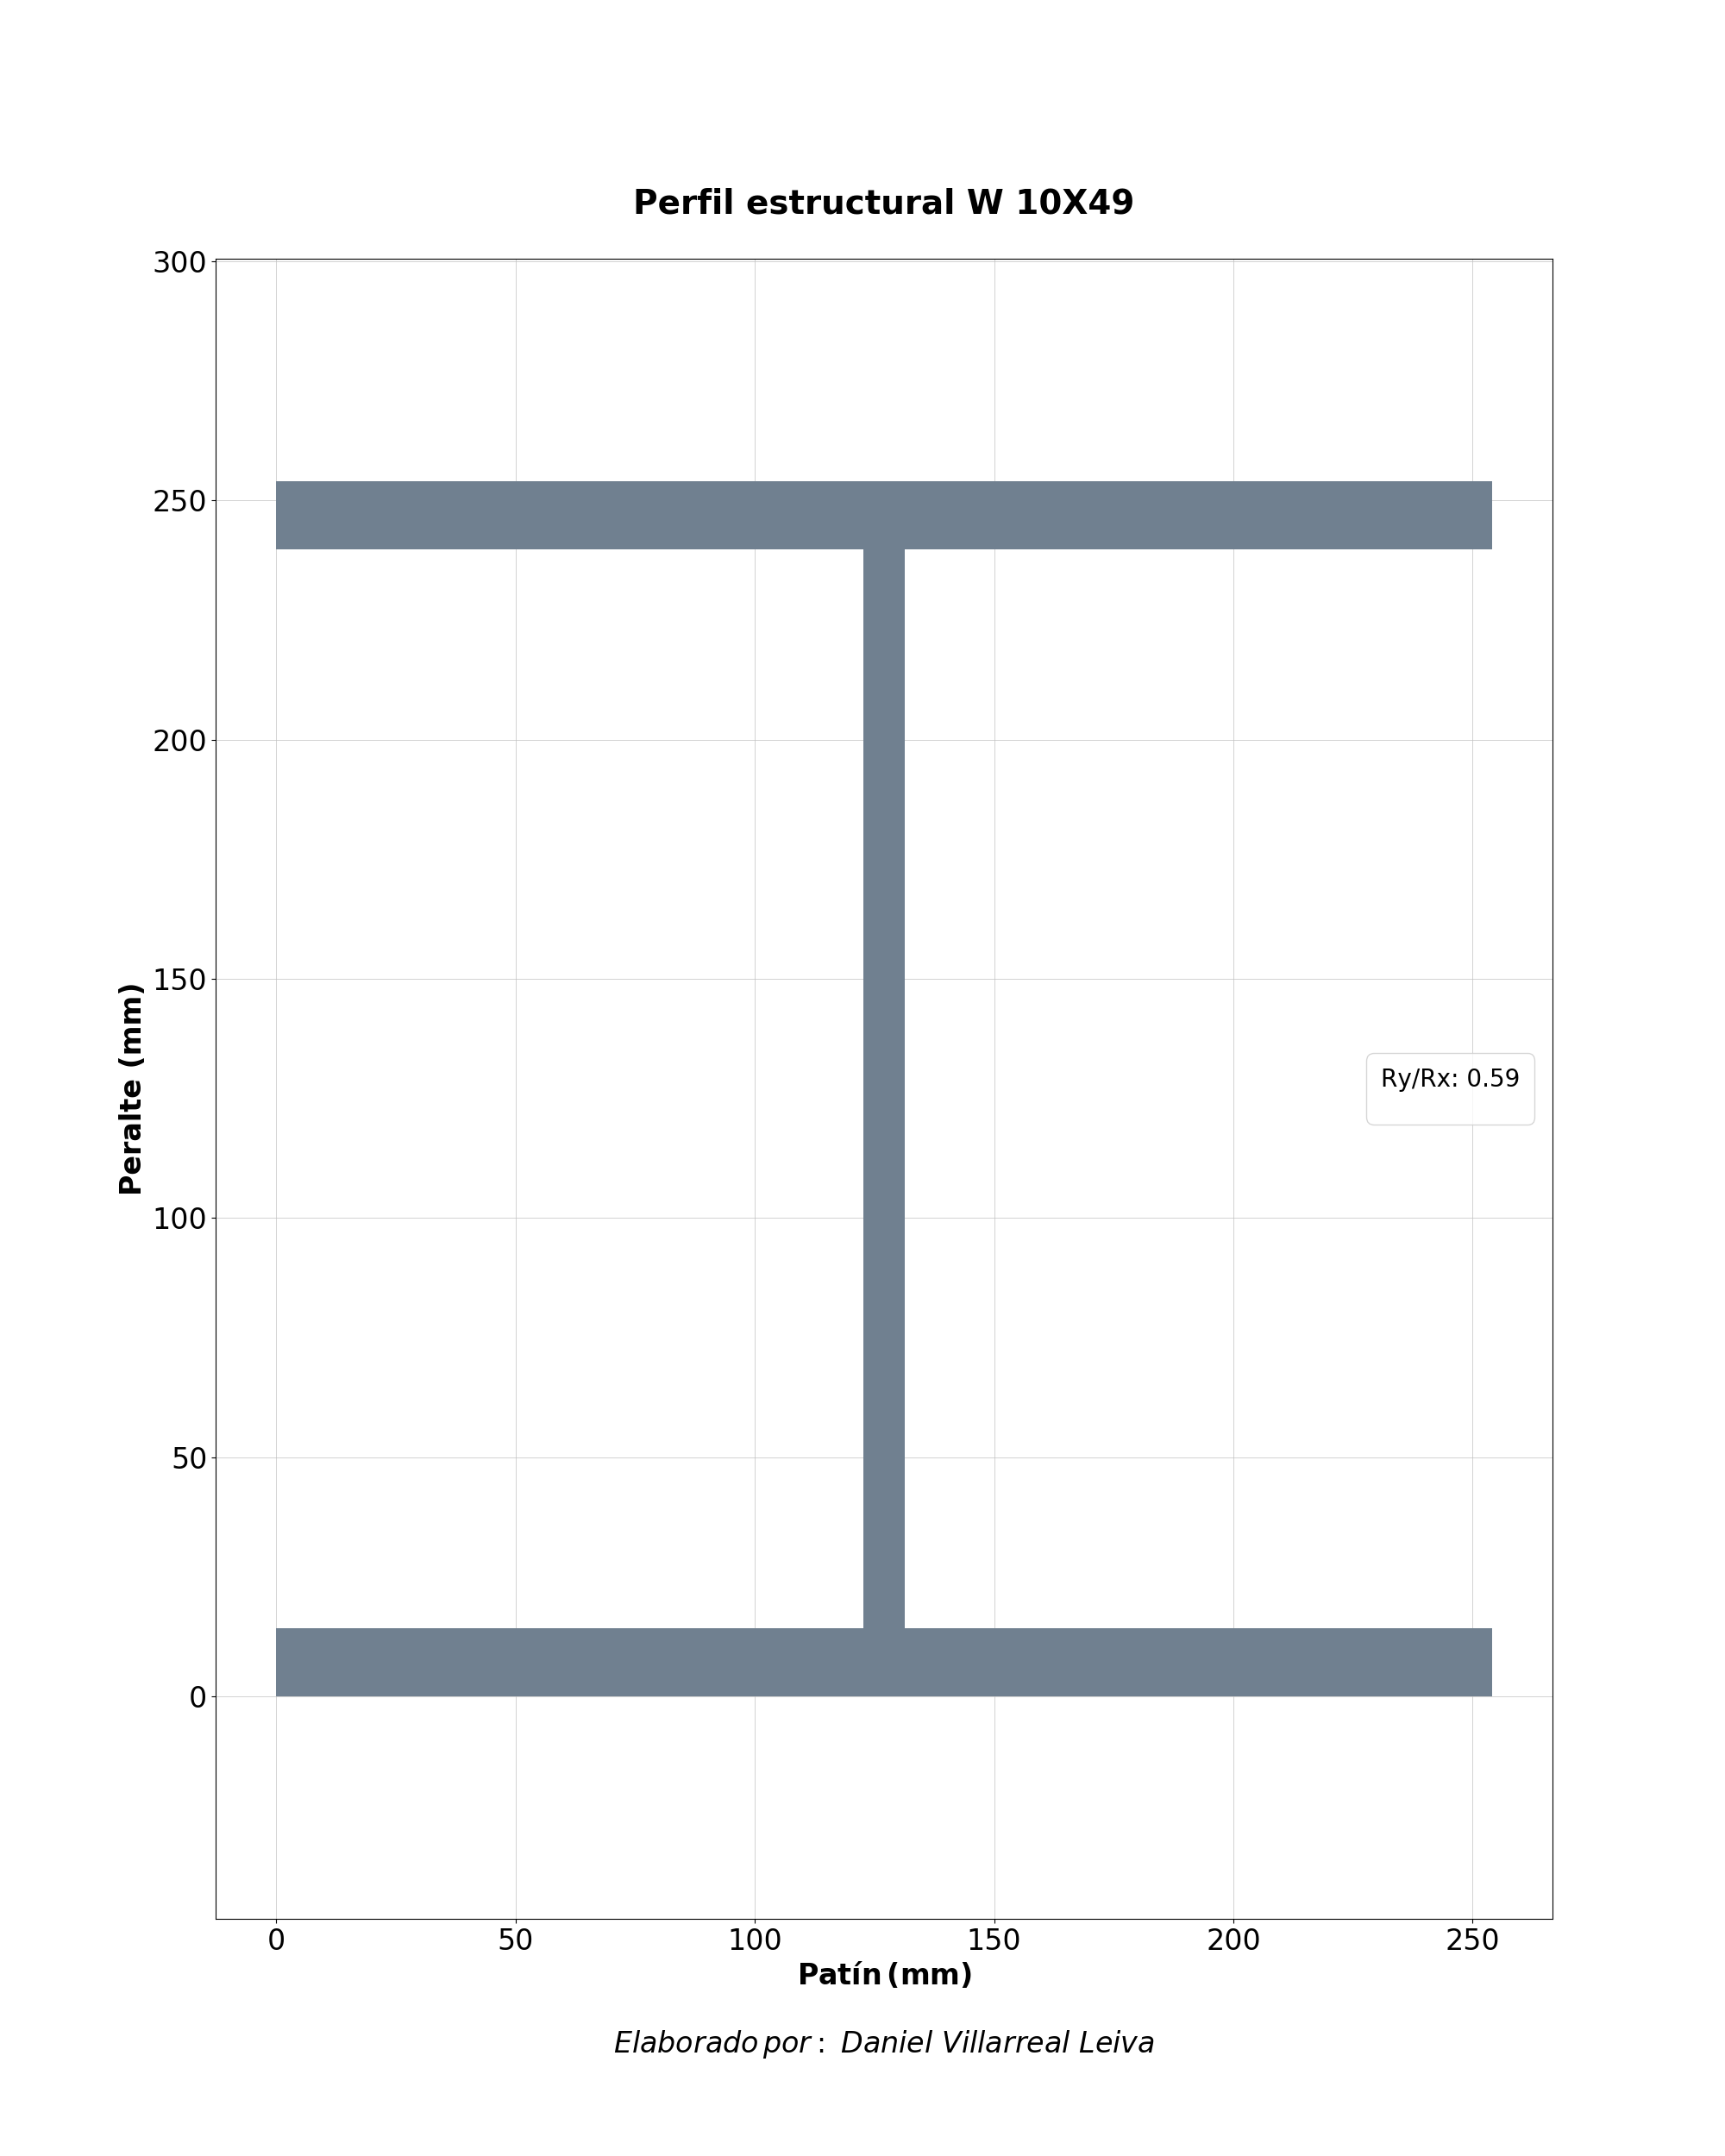 Perfil estructural W 10X49
300
250
200
150
100
50
0
Peralte (mm)
Ry/Rx: 0.59
0 50 100 150 200 250
Patín (mm)
Elaborado por: Daniel Villarreal Leiva